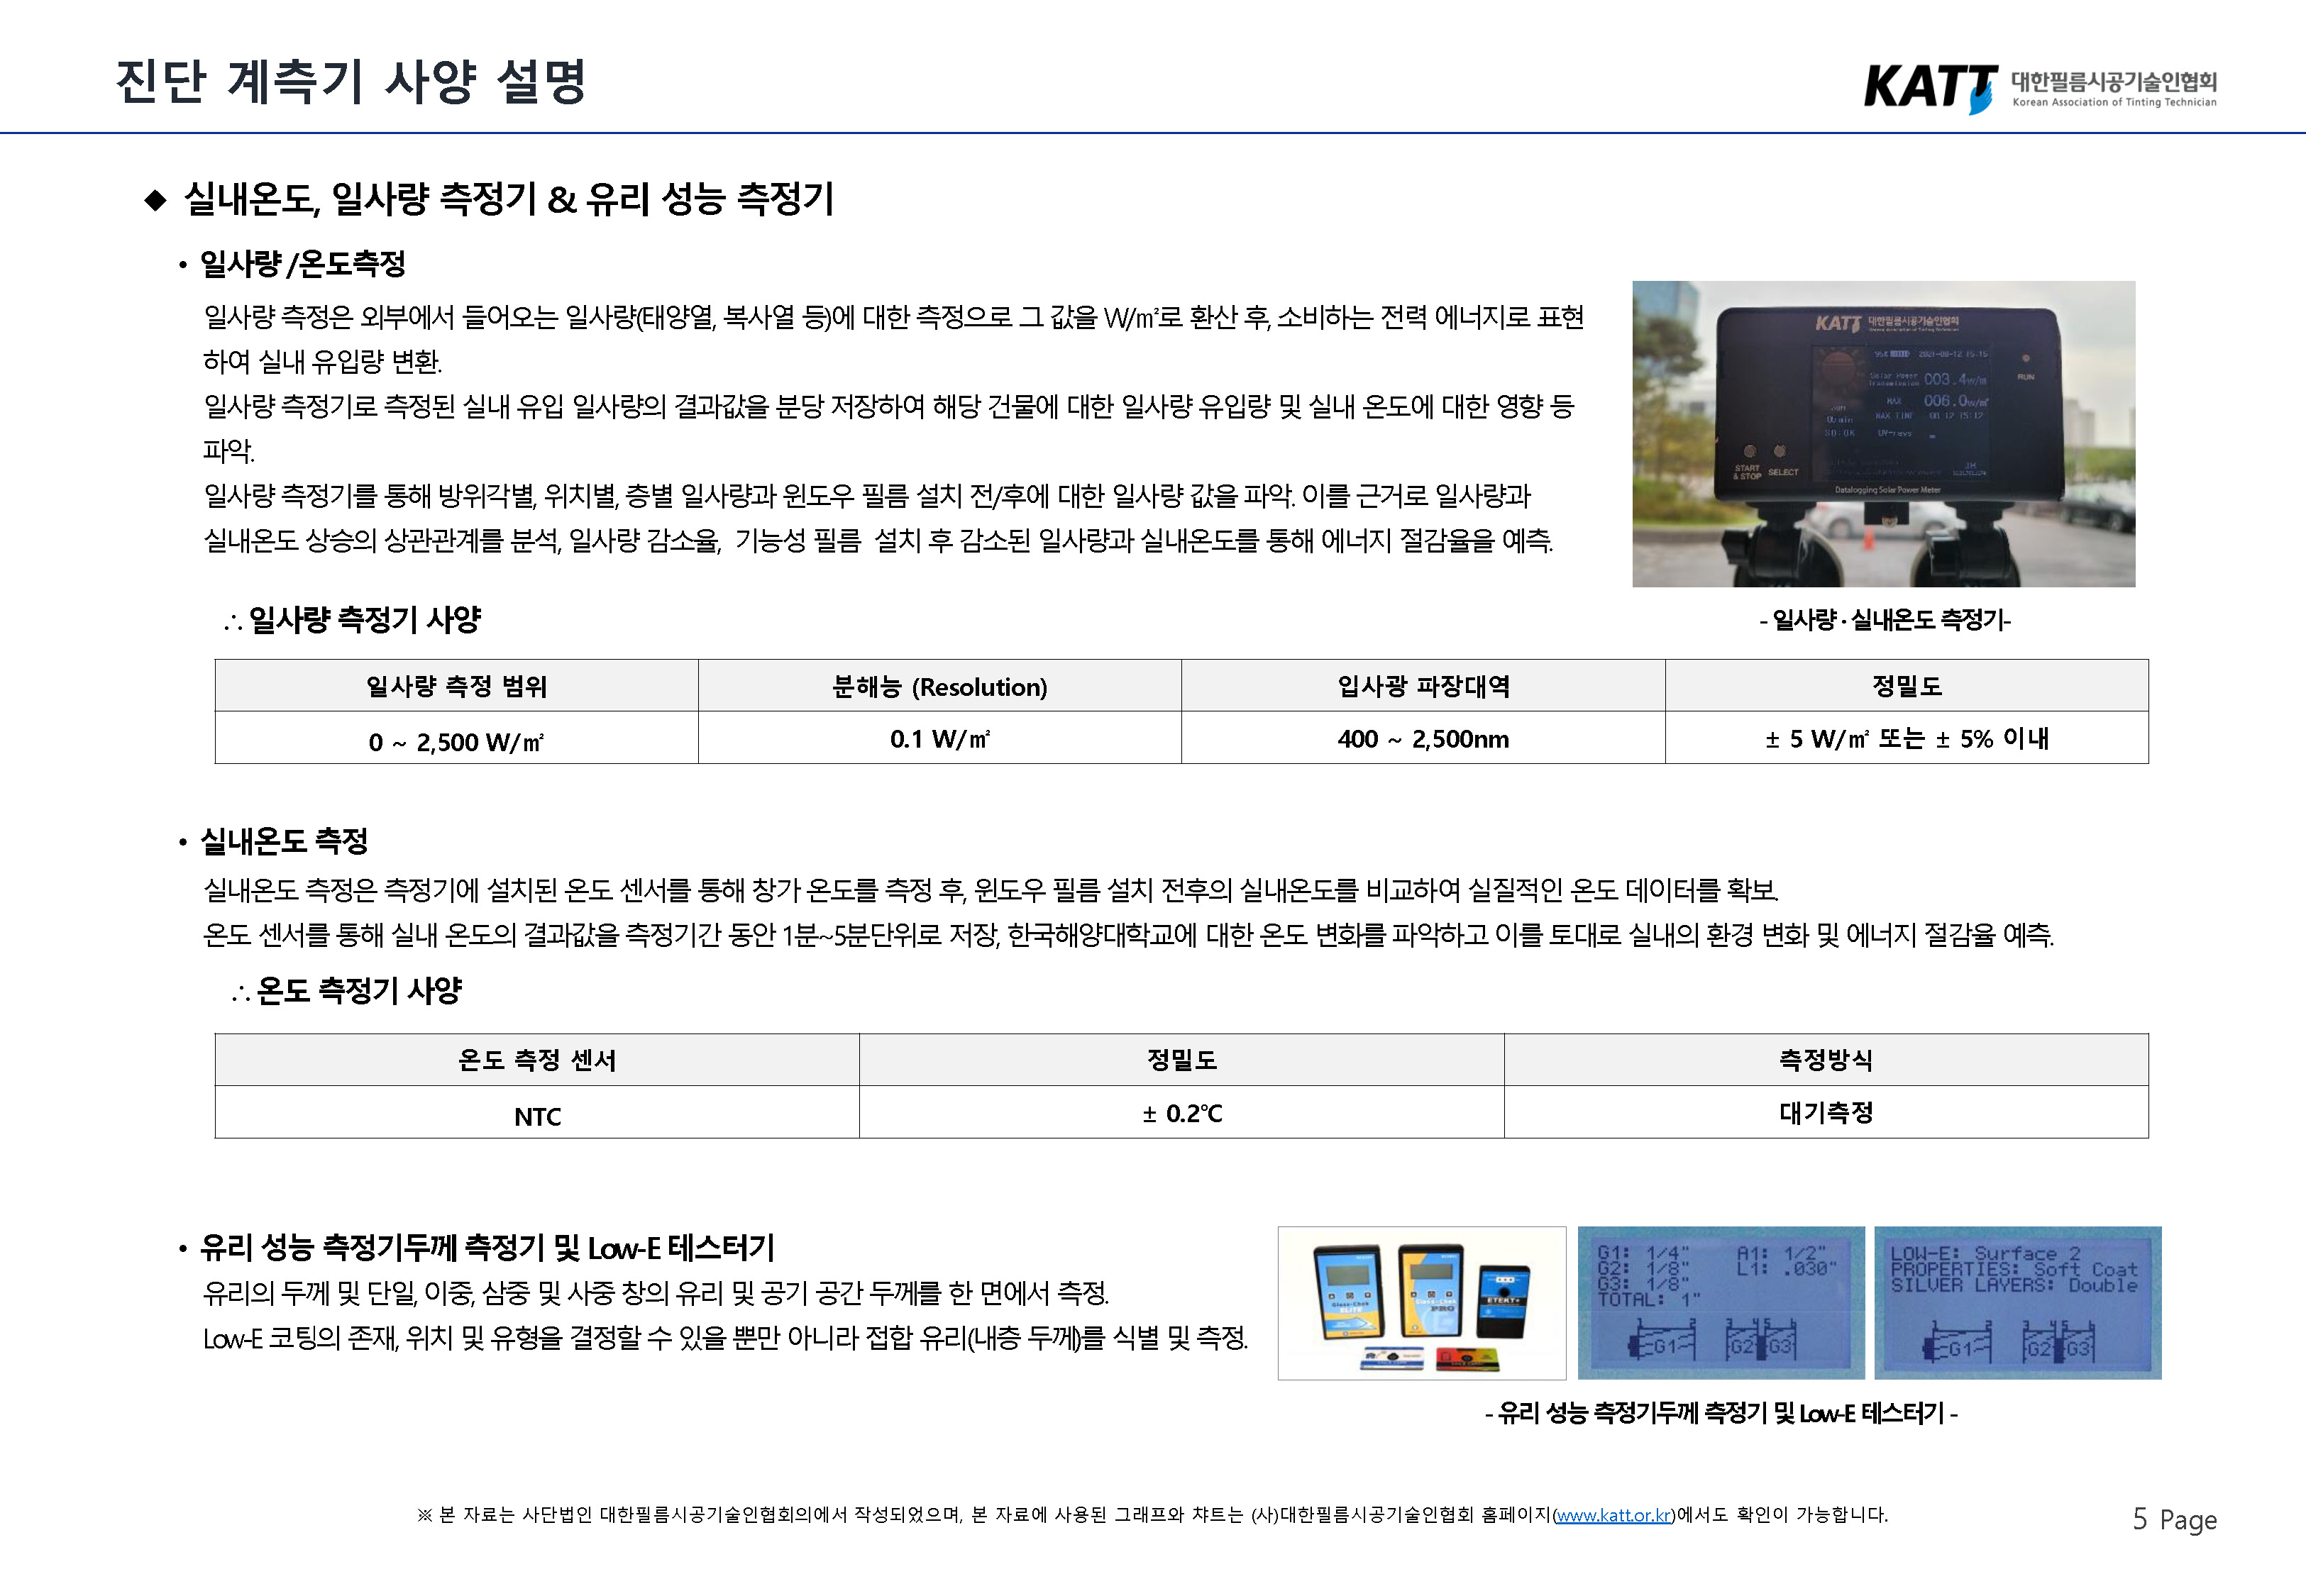 진단 계측기 사양 설명
KATT 대한필름시공기술인협회
Korean Association of Tinting Technician
◆ 실내온도, 일사량 측정기 & 유리 성능 측정기
• 일사량 /온도측정
일사량 측정은 외부에서 들어오는 일사량(태양열, 복사열 등)에 대한 측정으로 그 값을 W/㎡로 환산 후, 소비하는 전력 에너지로 표현
하여 실내 유입량 변환.
일사량 측정기로 측정된 실내 유입 일사량의 결과값을 분당 저장하여 해당 건물에 대한 일사량 유입량 및 실내 온도에 대한 영향 등
파악.
일사량 측정기를 통해 방위각별, 위치별, 층별 일사량과 윈도우 필름 설치 전/후에 대한 일사량 값을 파악. 이를 근거로 일사량과
실내온도 상승의 상관관계를 분석, 일사량 감소율, 기능성 필름 설치 후 감소된 일사량과 실내온도를 통해 에너지 절감율을 예측.
KATT 대한필름시공기술인협회
2021-08-12 15:15
Solar Power
Transmission 003.4w/㎡
RUN
MAX 006.0w/㎡
MAX TIME 08-12 15:12
UV-rays
START
& STOP SELECT
Datalogging Solar Power Meter
- 일사량 · 실내온도 측정기-
∴ 일사량 측정기 사양
일사량 측정 범위 분해능 (Resolution) 입사광 파장대역 정밀도
0 ~ 2,500 W/㎡ 0.1 W/㎡ 400 ~ 2,500nm ± 5 W/㎡ 또는 ± 5% 이내
• 실내온도 측정
실내온도 측정은 측정기에 설치된 온도 센서를 통해 창가 온도를 측정 후, 윈도우 필름 설치 전후의 실내온도를 비교하여 실질적인 온도 데이터를 확보.
온도 센서를 통해 실내 온도의 결과값을 측정기간 동안 1분~5분단위로 저장, 한국해양대학교에 대한 온도 변화를 파악하고 이를 토대로 실내의 환경 변화 및 에너지 절감율 예측.
∴ 온도 측정기 사양
온도 측정 센서 정밀도 측정방식
NTC ± 0.2℃ 대기측정
• 유리 성능 측정기두께 측정기 및 Low-E 테스터기
유리의 두께 및 단일, 이중, 삼중 및 사중 창의 유리 및 공기 공간 두께를 한 면에서 측정.
Low-E 코팅의 존재, 위치 및 유형을 결정할 수 있을 뿐만 아니라 접합 유리(내층 두께)를 식별 및 측정.
Glass-Chek
ELITE
Glass-Chek
PRO
ETEKT+
G1: 1/4" A1: 1/2"
G2: 1/8" L1: .030"
G3: 1/8"
TOTAL: 1"
1 2 3 4 5 6
G1 G2 G3
LOW-E: Surface 2
PROPERTIES: Soft Coat
SILVER LAYERS: Double
1 2 3 4 5 6
G1 G2 G3
- 유리 성능 측정기두께 측정기 및 Low-E 테스터기 -
※ 본 자료는 사단법인 대한필름시공기술인협회의에서 작성되었으며, 본 자료에 사용된 그래프와 챠트는 (사)대한필름시공기술인협회 홈페이지(www.katt.or.kr)에서도 확인이 가능합니다.
5 Page